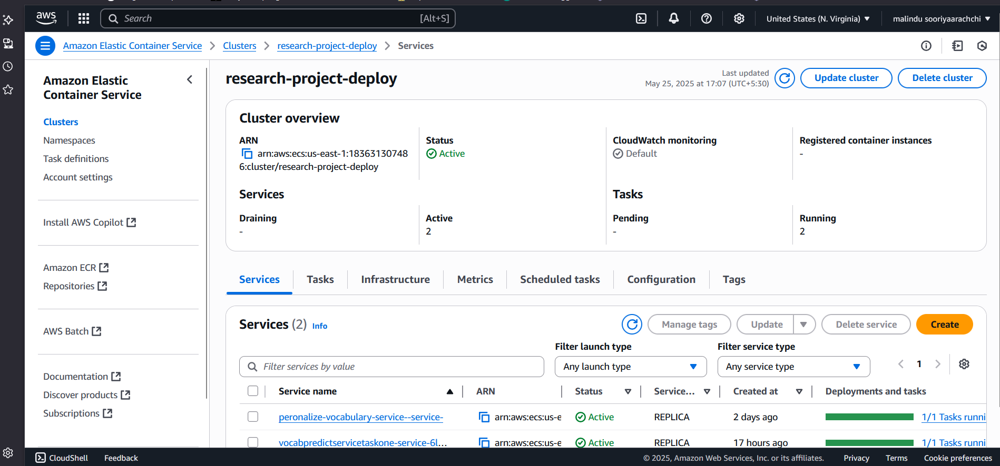 aws
Search
[Alt+S]
United States (N. Virginia)
malindu sooriyaarachchi
Amazon Elastic Container Service
Clusters
research-project-deploy
Services
Amazon Elastic
Container Service
Clusters
Namespaces
Task definitions
Account settings
Install AWS Copilot
Amazon ECR
Repositories
AWS Batch
Documentation
Discover products
Subscriptions
research-project-deploy
Last updated
May 25, 2025 at 17:07 (UTC+5:30)
Update cluster
Delete cluster
Cluster overview
ARN
arn:aws:ecs:us-east-1:18363130748
6:cluster/research-project-deploy
Status
Active
CloudWatch monitoring
Default
Registered container instances
-
Services
Tasks
Draining
-
Active
2
Pending
-
Running
2
Services
Tasks
Infrastructure
Metrics
Scheduled tasks
Configuration
Tags
Services (2) Info
Manage tags
Update
Delete service
Create
Filter launch type
Filter service type
Filter services by value
Any launch type
Any service type
1
Service name
ARN
Status
Service...
Created at
Deployments and tasks
peronalize-vocabulary-service--service-
arn:aws:ecs:us-e
Active
REPLICA
2 days ago
1/1 Tasks runni
vocabpredictservicetaskone-service-6l...
arn:aws:ecs:us-e
Active
REPLICA
17 hours ago
1/1 Tasks runni
CloudShell
Feedback
© 2025, Amazon Web Services, Inc. or its affiliates.
Privacy
Terms
Cookie preferences